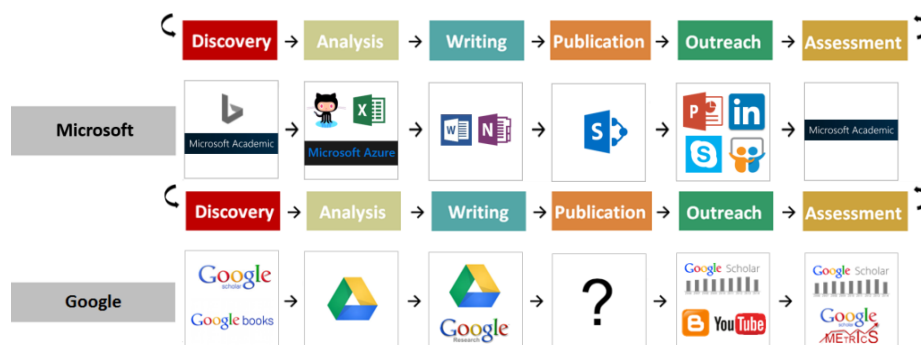 Discovery → Analysis → Writing → Publication → Outreach → Assessment
Microsoft
Microsoft Academic
X
Microsoft Azure
W
N
S
P
in
S
Microsoft Academic
Discovery → Analysis → Writing → Publication → Outreach → Assessment
Google
Google
scholar
Google books
Google
Research
?
Google Scholar
YouTube
Google Scholar
Google
scholar
METRICS